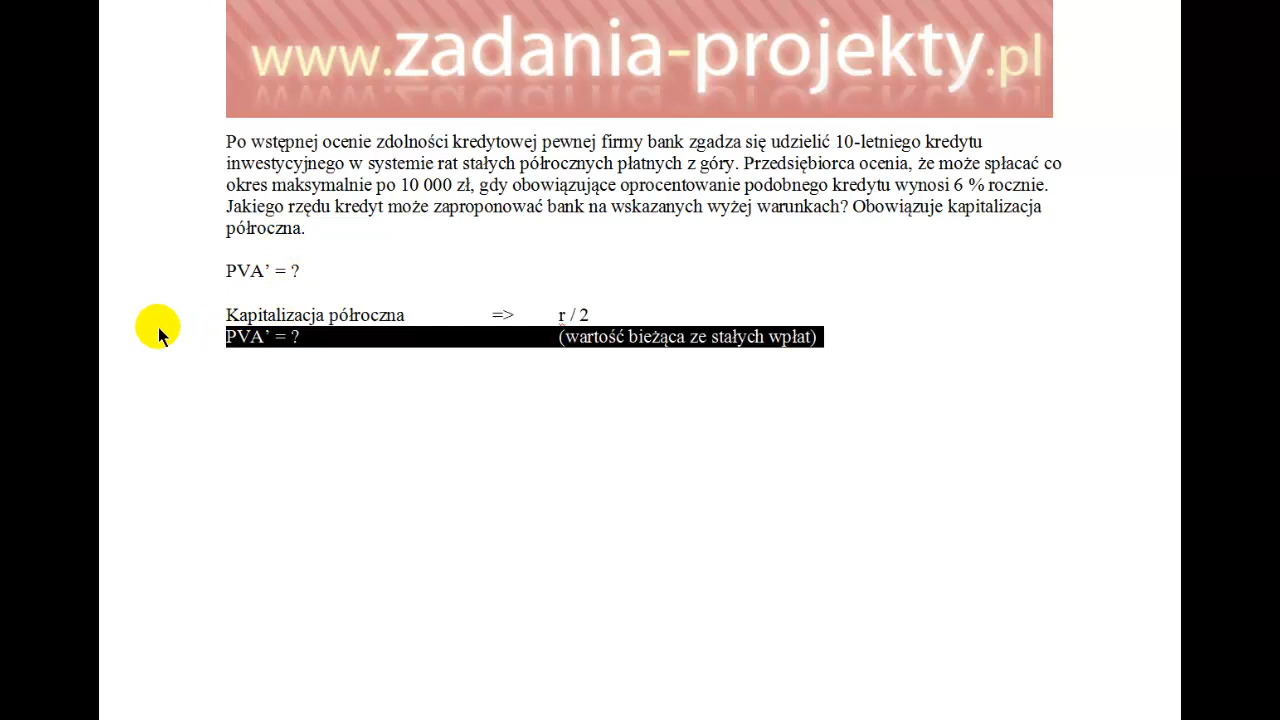 www.zadania-projekty.pl
Po wstępnej ocenie zdolności kredytowej pewnej firmy bank zgadza się udzielić 10-letniego kredytu
inwestycyjnego w systemie rat stałych półrocznych płatnych z góry. Przedsiębiorca ocenia, że może spłacać co
okres maksymalnie po 10 000 zł, gdy obowiązujące oprocentowanie podobnego kredytu wynosi 6 % rocznie.
Jakiego rzędu kredyt może zaproponować bank na wskazanych wyżej warunkach? Obowiązuje kapitalizacja
półroczna.
PVA’ = ?
Kapitalizacja półroczna => r / 2
PVA’ = ? (wartość bieżąca ze stałych wpłat)